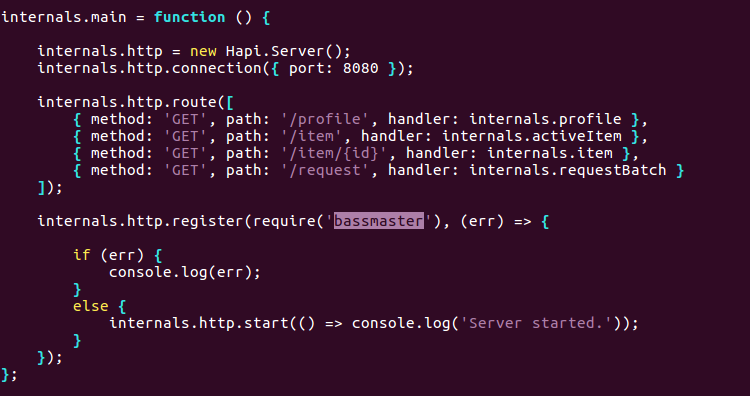 internals.main = function () {
internals.http = new Hapi.Server();
internals.http.connection({ port: 8080 });
internals.http.route([
{ method: 'GET', path: '/profile', handler: internals.profile },
{ method: 'GET', path: '/item', handler: internals.activeItem },
{ method: 'GET', path: '/item/{id}', handler: internals.item },
{ method: 'GET', path: '/request', handler: internals.requestBatch }
]);
internals.http.register(require('bassmaster'), (err) => {
if (err) {
console.log(err);
}
else {
internals.http.start(() => console.log('Server started.'));
}
});
};